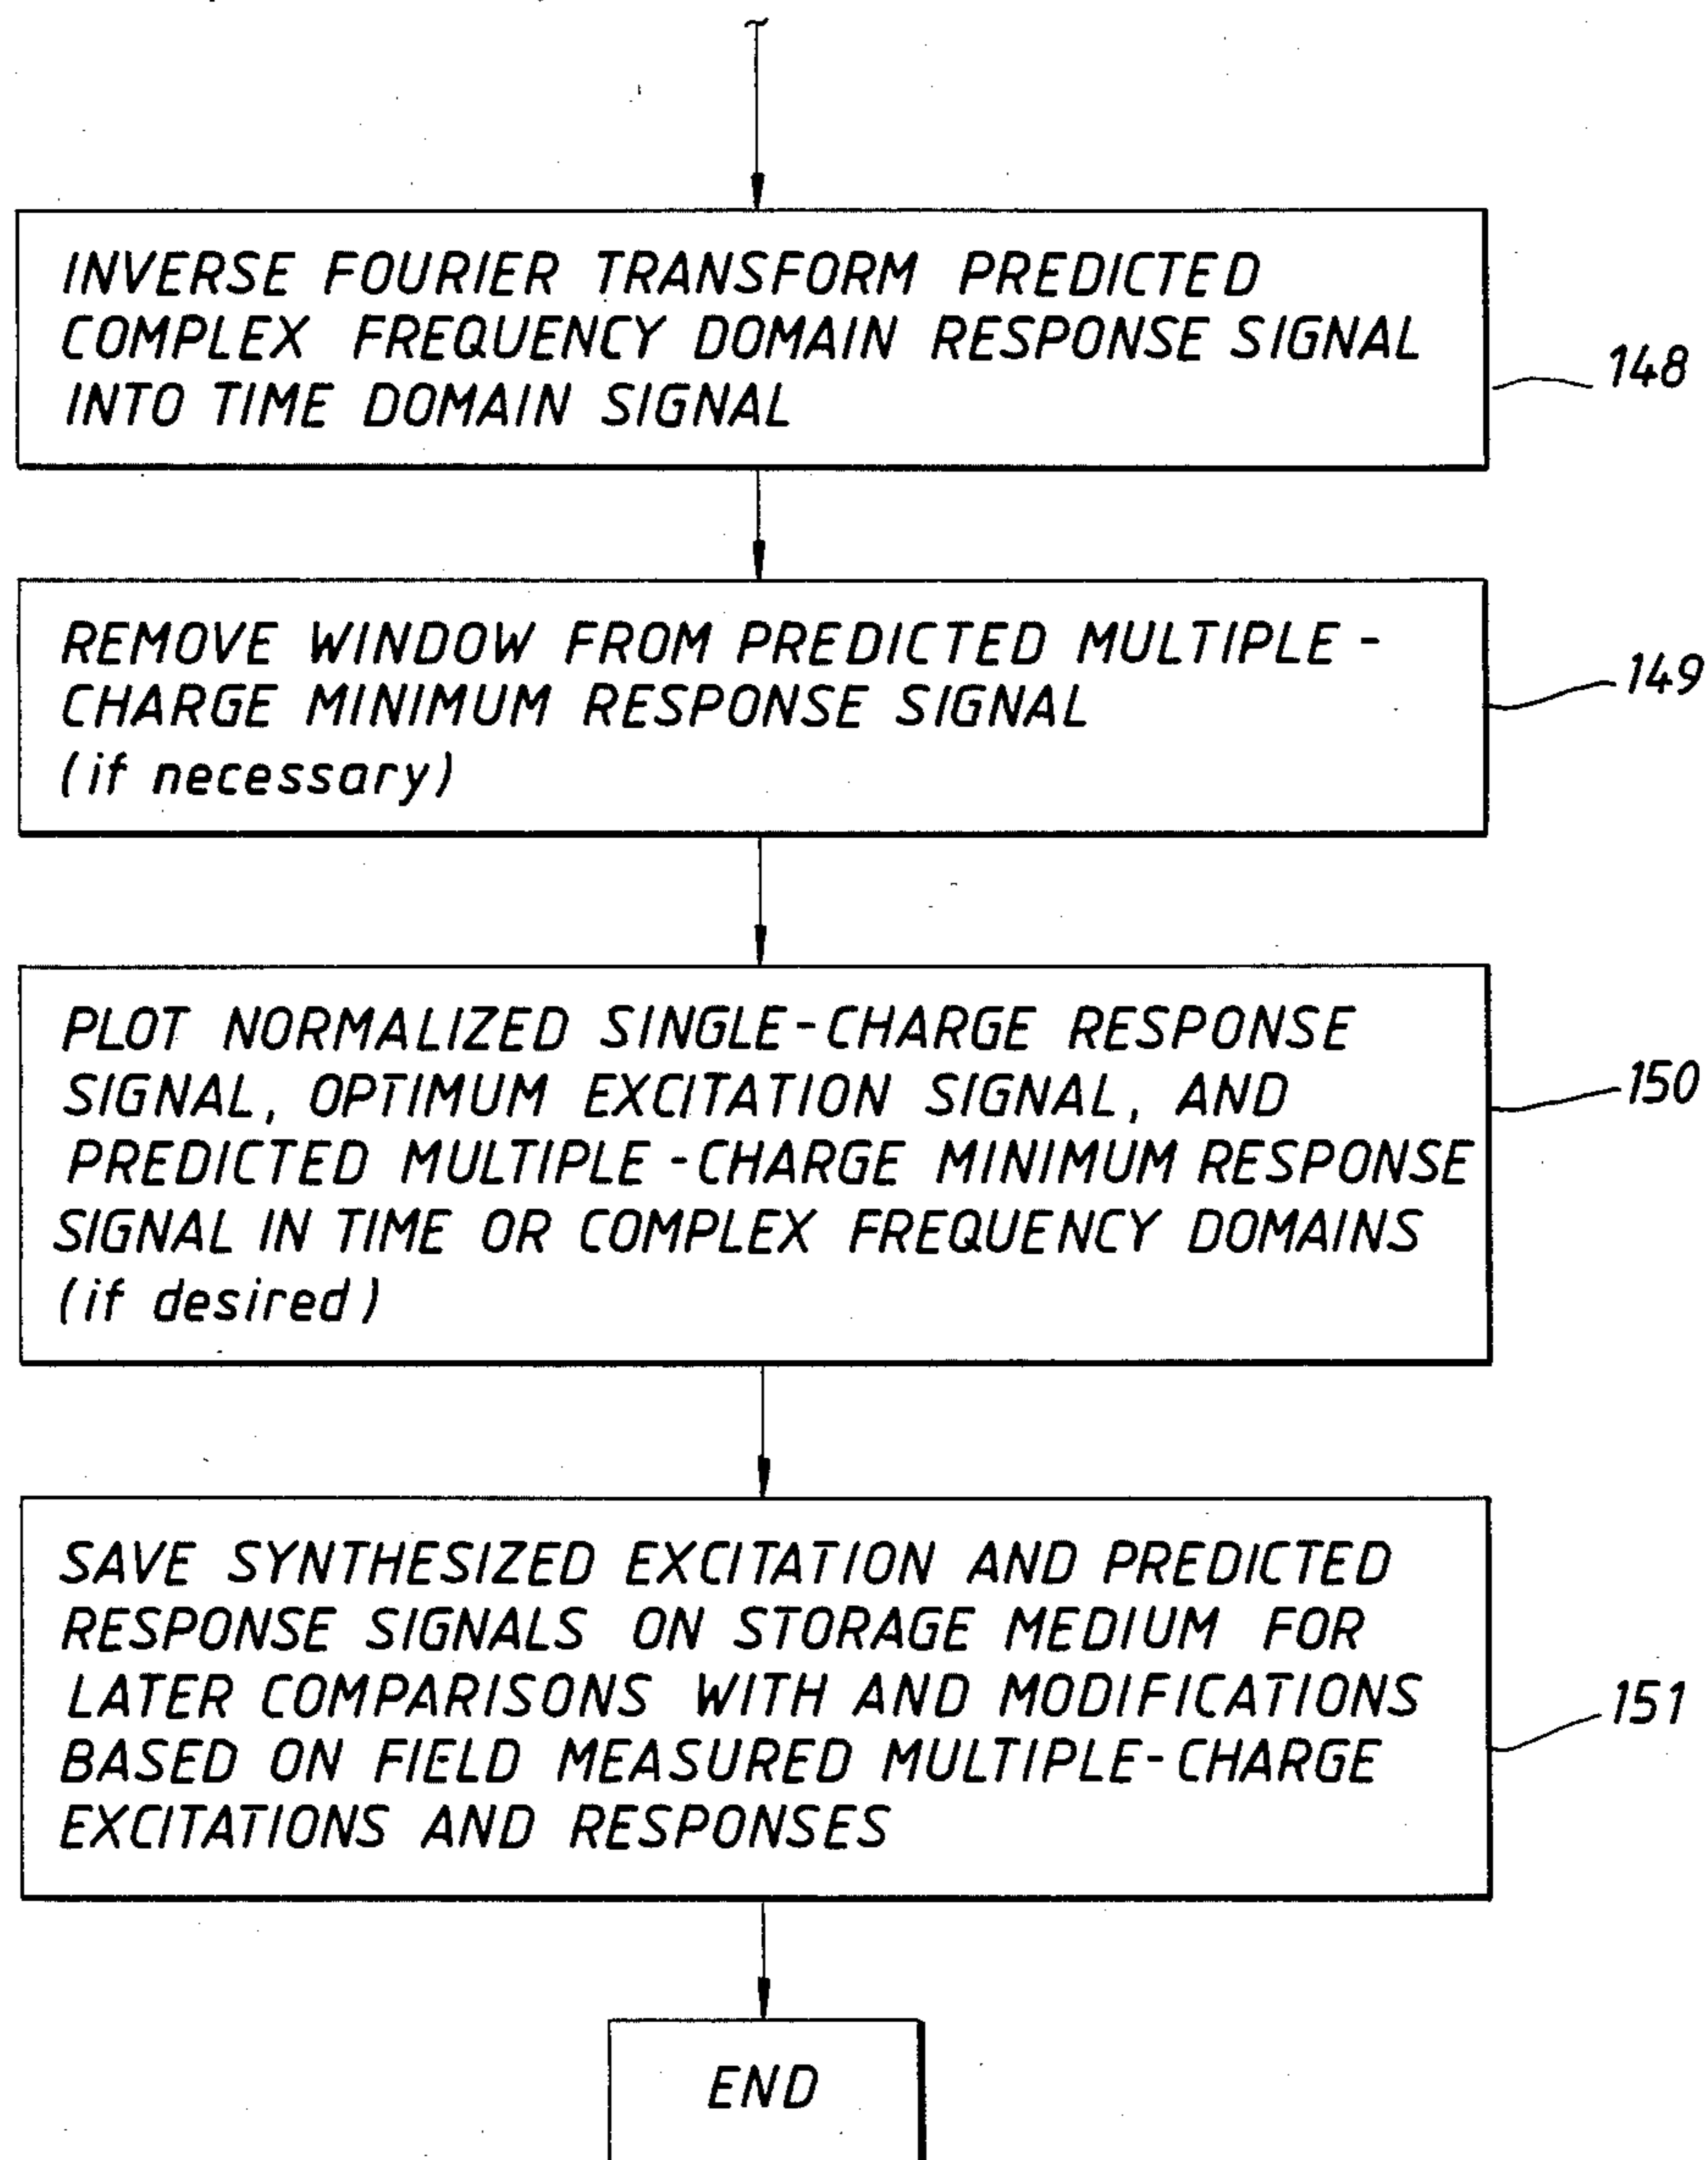 INVERSE FOURIER TRANSFORM PREDICTED
COMPLEX FREQUENCY DOMAIN RESPONSE SIGNAL
INTO TIME DOMAIN SIGNAL
148
REMOVE WINDOW FROM PREDICTED MULTIPLE-
CHARGE MINIMUM RESPONSE SIGNAL
(if necessary)
149
PLOT NORMALIZED SINGLE-CHARGE RESPONSE
SIGNAL, OPTIMUM EXCITATION SIGNAL, AND
PREDICTED MULTIPLE-CHARGE MINIMUM RESPONSE
SIGNAL IN TIME OR COMPLEX FREQUENCY DOMAINS
(if desired)
150
SAVE SYNTHESIZED EXCITATION AND PREDICTED
RESPONSE SIGNALS ON STORAGE MEDIUM FOR
LATER COMPARISONS WITH AND MODIFICATIONS
BASED ON FIELD MEASURED MULTIPLE-CHARGE
EXCITATIONS AND RESPONSES
151
END